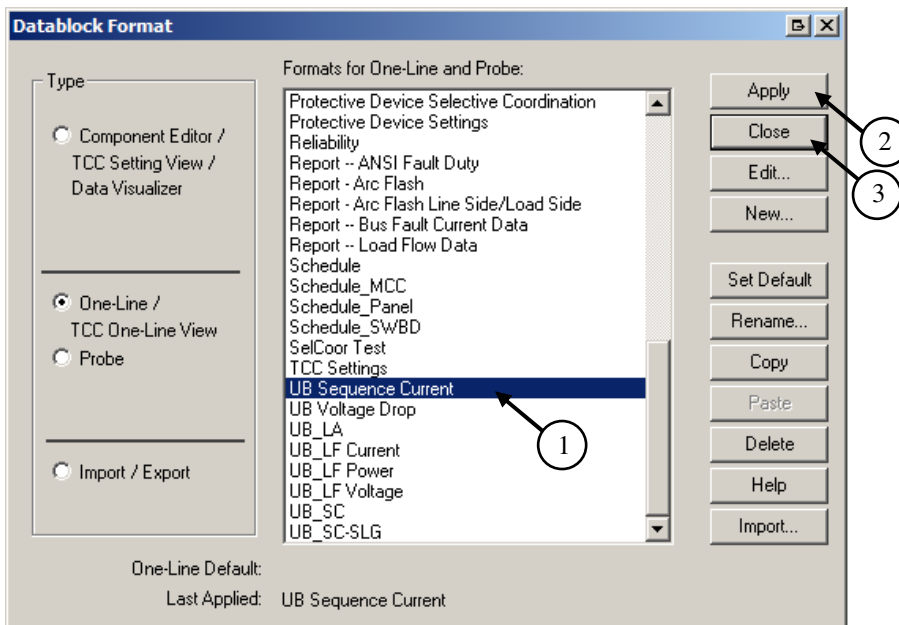 Datablock Format
Type
Component Editor /
TCC Setting View /
Data Visualizer
One-Line /
TCC One-Line View
Probe
Import / Export
Formats for One-Line and Probe:
Protective Device Selective Coordination
Protective Device Settings
Reliability
Report -- ANSI Fault Duty
Report - Arc Flash
Report - Arc Flash Line Side/Load Side
Report -- Bus Fault Current Data
Report -- Load Flow Data
Schedule
Schedule_MCC
Schedule_Panel
Schedule_SWBD
SelCoor Test
TCC Settings
UB Sequence Current
UB Voltage Drop
UB_LA
UB_LF Current
UB_LF Power
UB_LF Voltage
UB_SC
UB_SC-SLG
1
Apply
Close
Edit...
New...
Set Default
Rename...
Copy
Paste
Delete
Help
Import...
2
3
One-Line Default:
Last Applied: UB Sequence Current